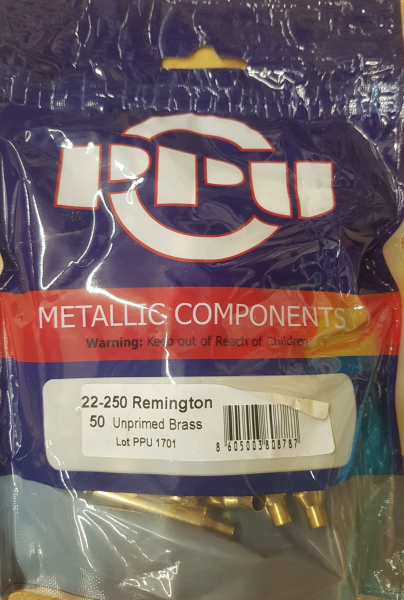 PPU
METALLIC COMPONENTS
Warning: Keep out of Reach of Children
22-250 Remington
50 Unprimed Brass
Lot PPU 1701
8 605003 808787